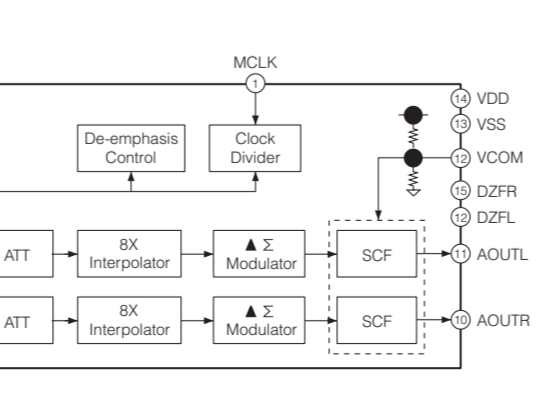 MCLK
1
14 VDD
13 VSS
De-emphasis
Control
Clock
Divider
12 VCOM
15 DZFR
12 DZFL
ATT
8X
Interpolator
▲ Σ
Modulator
SCF
11 AOUTL
ATT
8X
Interpolator
▲ Σ
Modulator
SCF
10 AOUTR